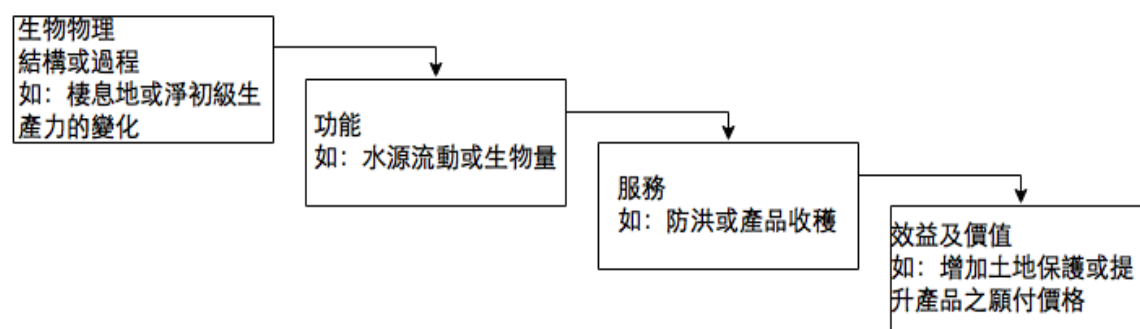 生物物理
結構或過程
如：棲息地或淨初級生
產力的變化
功能
如：水源流動或生物量
服務
如：防洪或產品收穫
效益及價值
如：增加土地保護或提
升產品之願付價格